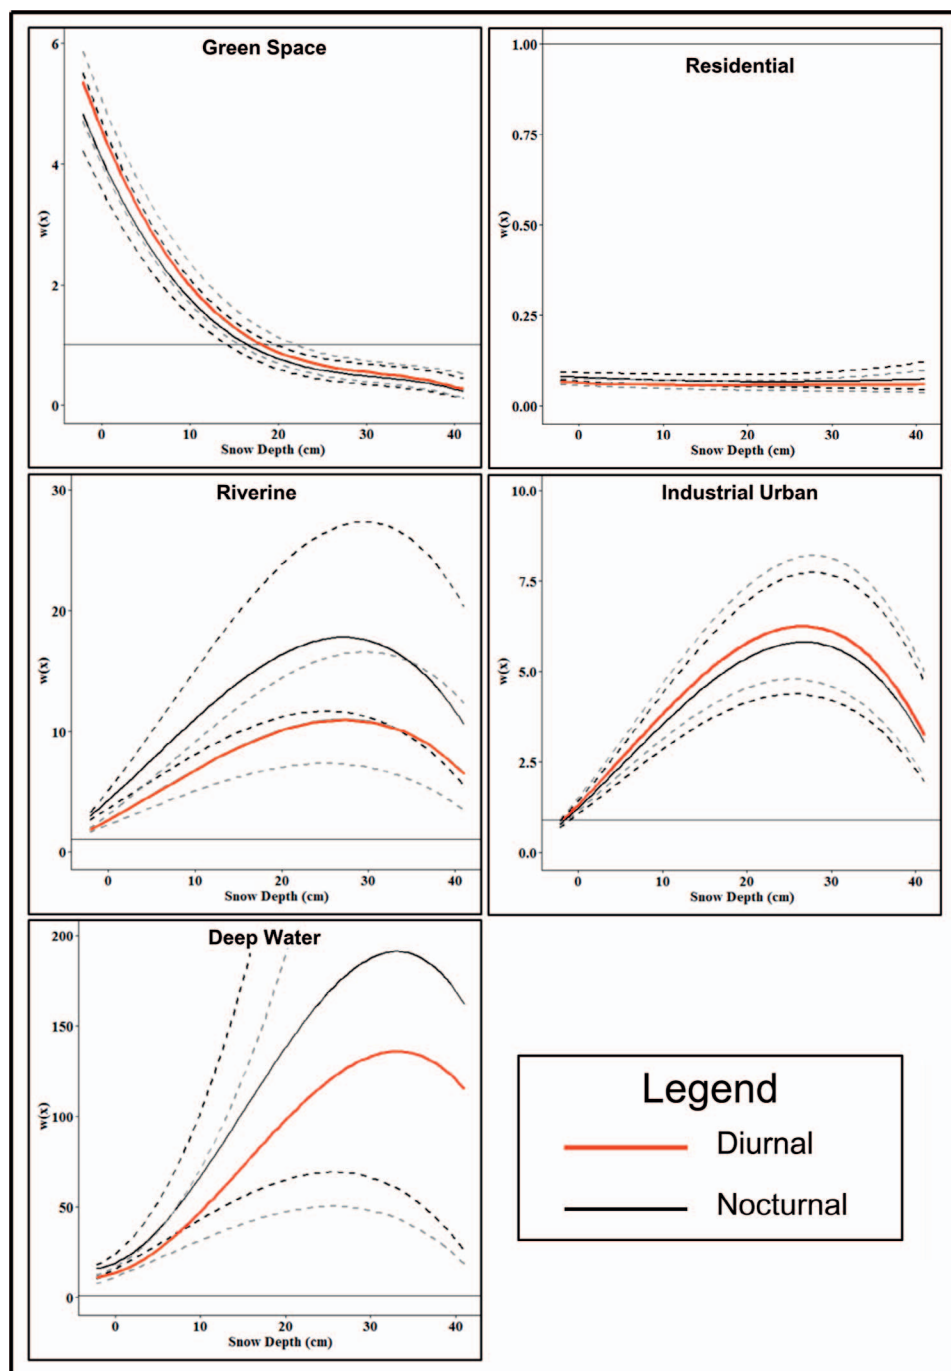 Green Space
6
4
2
0
w(x)
0 10 20 30 40
Snow Depth (cm)
Residential
1.00
0.75
0.50
0.25
0.00
w(x)
0 10 20 30 40
Snow Depth (cm)
Riverine
30
20
10
0
w(x)
0 10 20 30 40
Snow Depth (cm)
Industrial Urban
10.0
7.5
5.0
2.5
0.0
w(x)
0 10 20 30 40
Snow Depth (cm)
Deep Water
200
150
100
50
0
w(x)
0 10 20 30 40
Snow Depth (cm)
Legend
Diurnal
Nocturnal